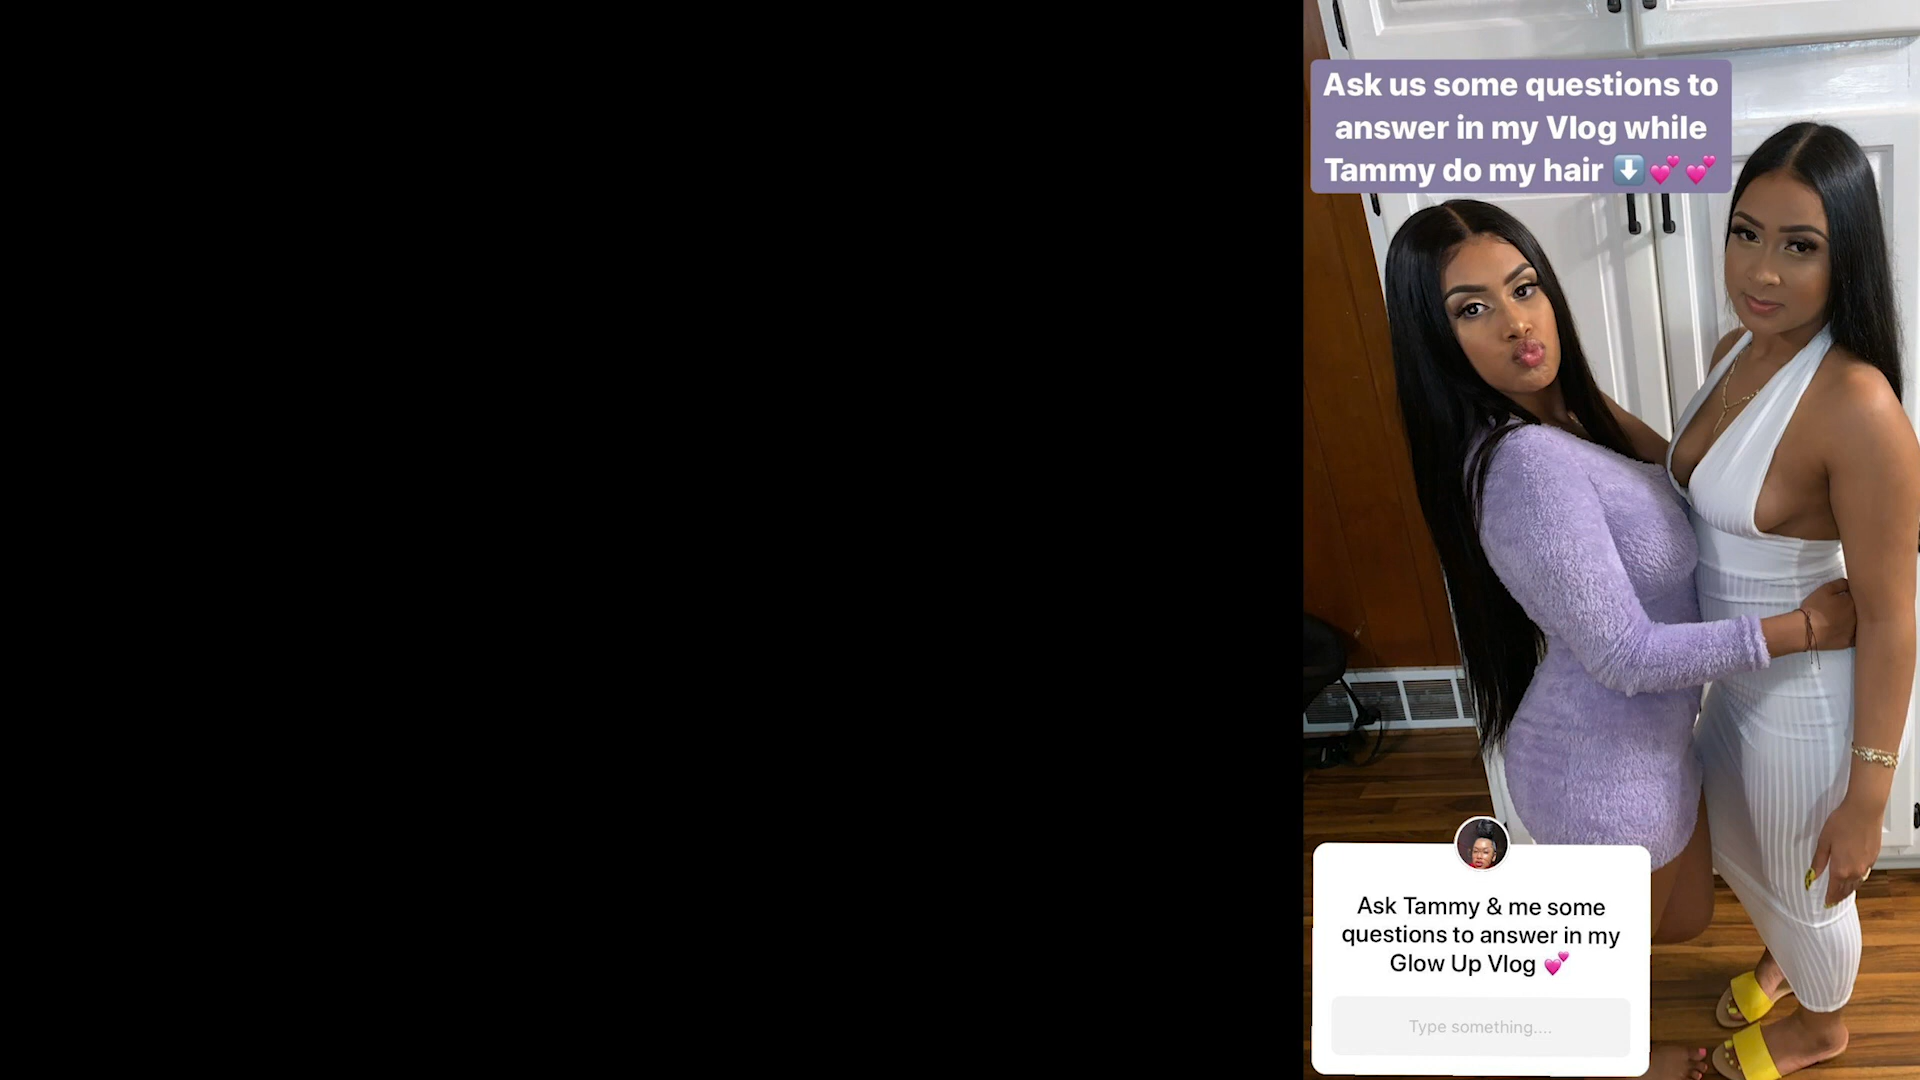 Ask us some questions to
answer in my Vlog while
Tammy do my hair ⬇️💕💕
Ask Tammy & me some
questions to answer in my
Glow Up Vlog 💕
Type something....